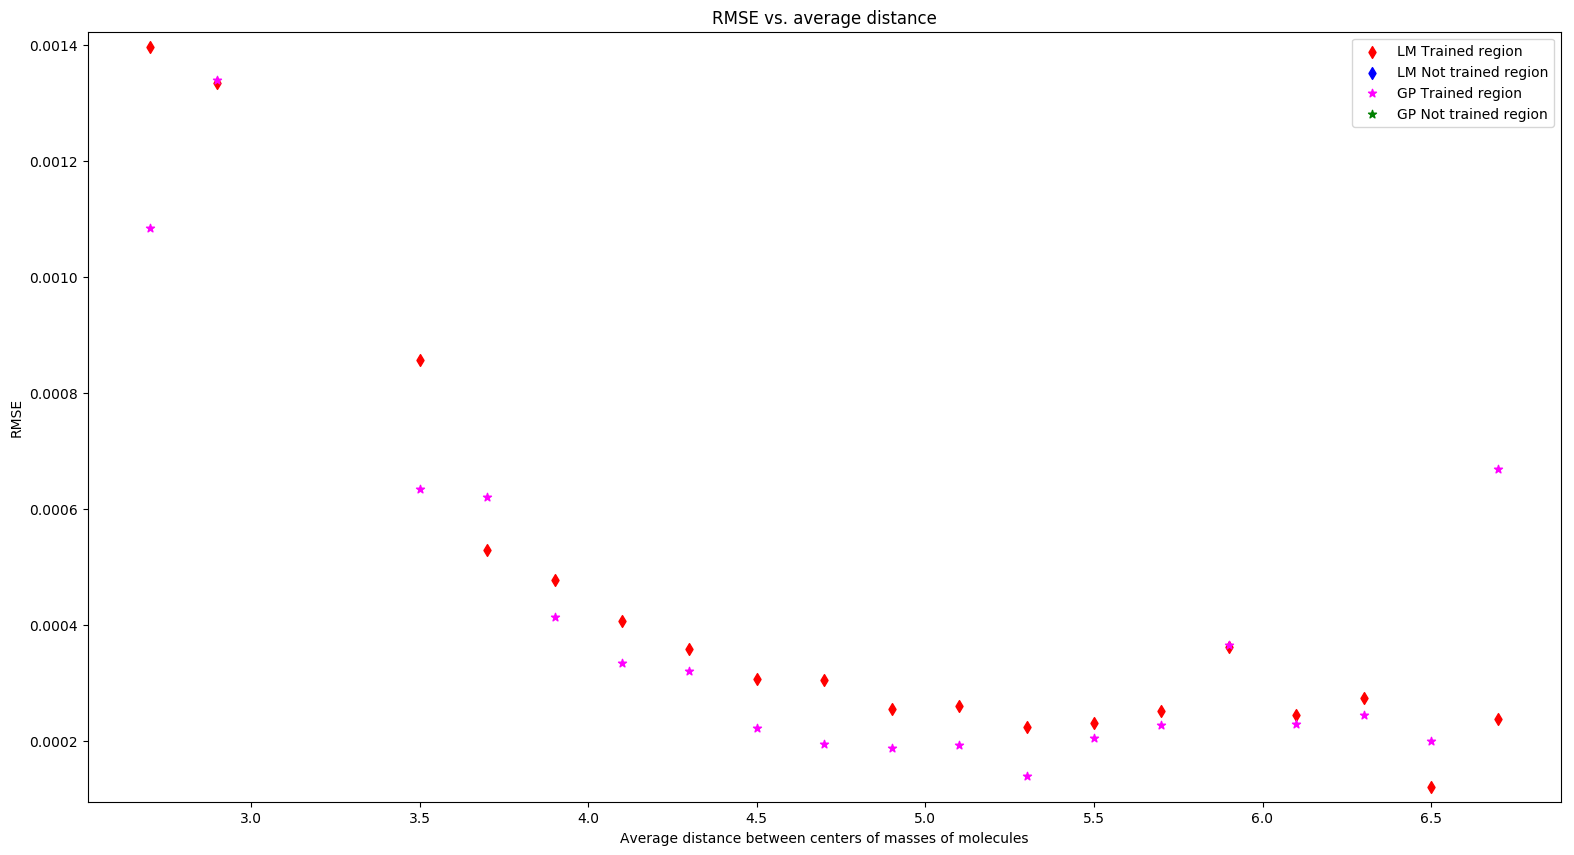 RMSE vs. average distance
LM Trained region
LM Not trained region
GP Trained region
GP Not trained region
RMSE
0.0014
0.0012
0.0010
0.0008
0.0006
0.0004
0.0002
3.0 3.5 4.0 4.5 5.0 5.5 6.0 6.5
Average distance between centers of masses of molecules